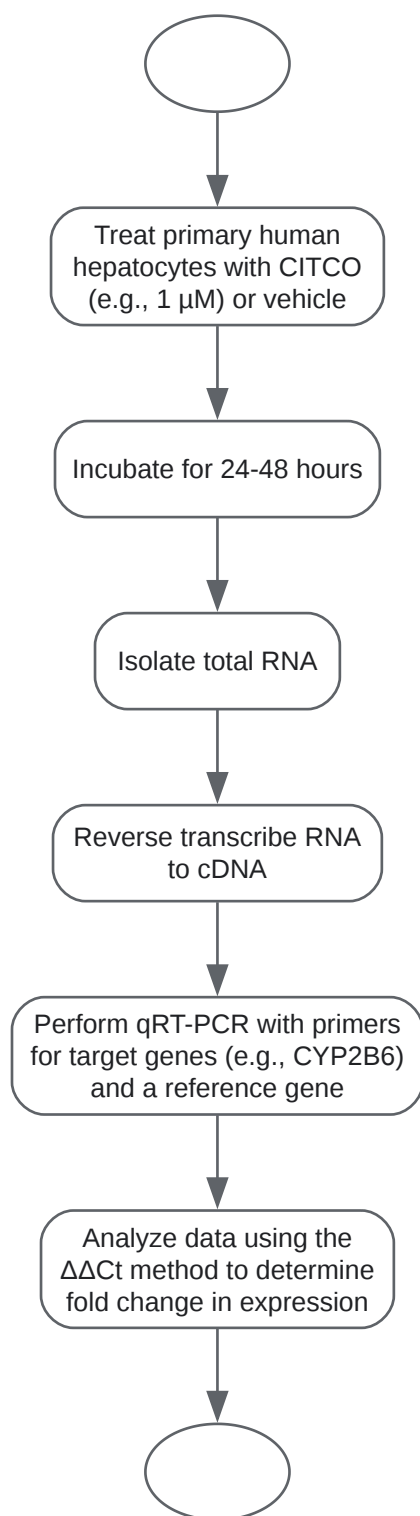 Treat primary human
hepatocytes with CITCO
(e.g., 1 µM) or vehicle
Incubate for 24-48 hours
Isolate total RNA
Reverse transcribe RNA
to cDNA
Perform qRT-PCR with primers
for target genes (e.g., CYP2B6)
and a reference gene
Analyze data using the
ΔΔCt method to determine
fold change in expression